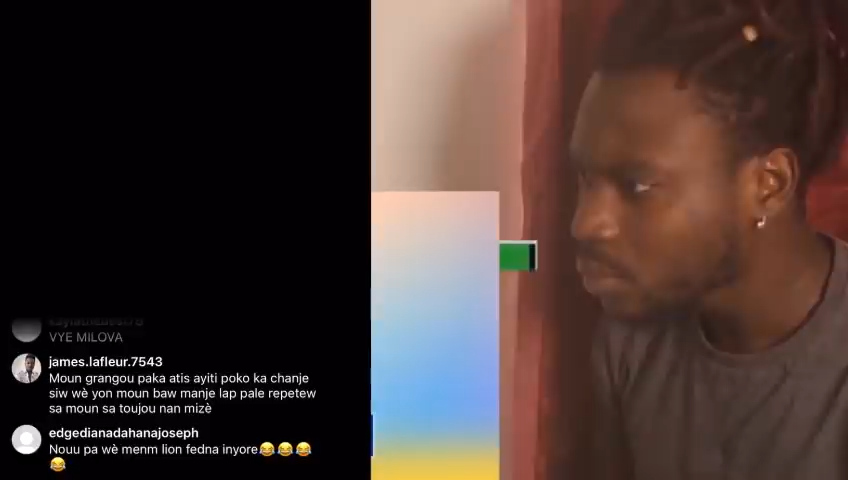 VYE MILOVA
james.lafleur.7543
Moun grangou paka atis ayiti poko ka chanje
siw wè yon moun baw manje lap pale repetew
sa moun sa toujou nan mizè
edgedianadahanajoseph
Nouu pa wè menm lion fedna inyore😂😂😂
😂